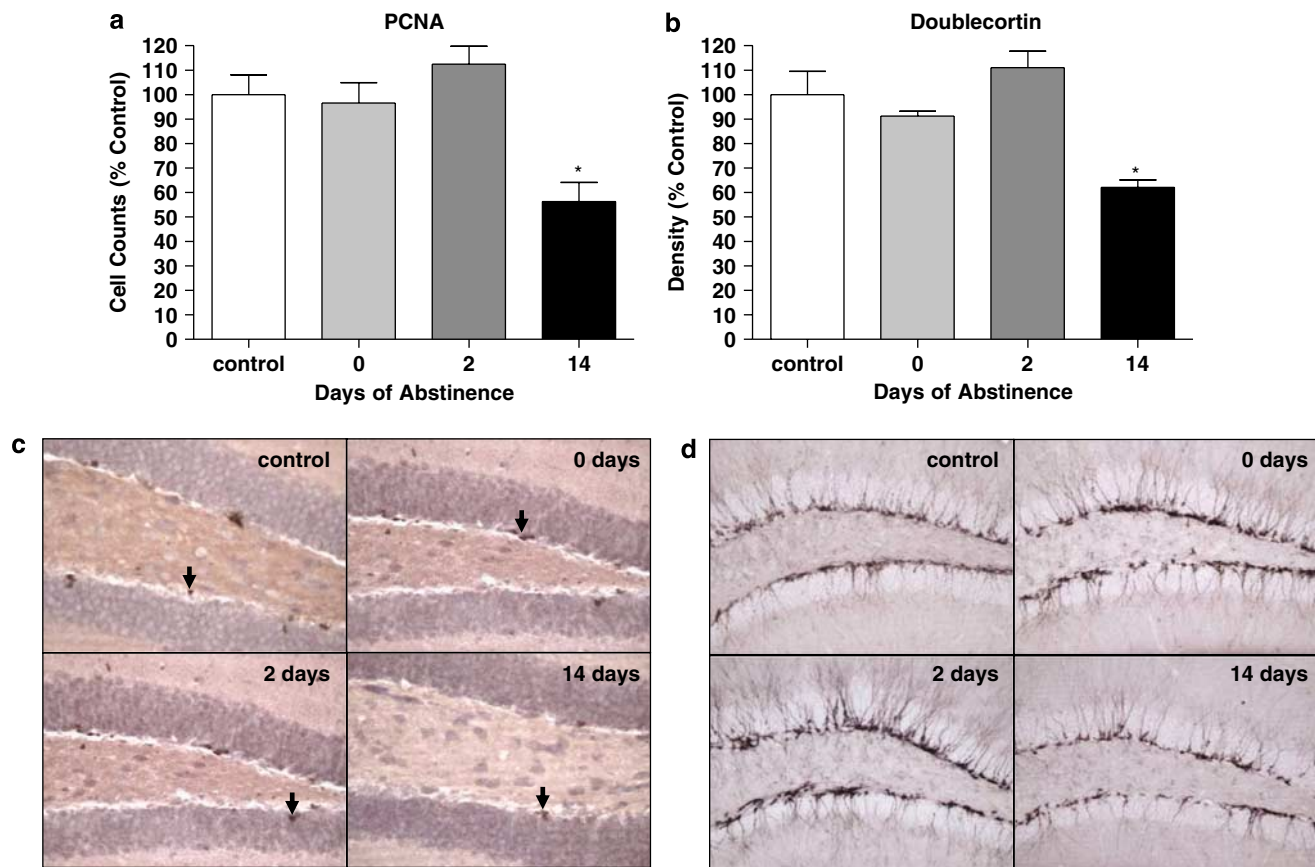 a
PCNA
Cell Counts (% Control)
120
110
100
90
80
70
60
50
40
30
20
10
0
*
control 0 2 14
Days of Abstinence
b
Doublecortin
Density (% Control)
120
110
100
90
80
70
60
50
40
30
20
10
0
*
control 0 2 14
Days of Abstinence
c
control
0 days
2 days
14 days
d
control
0 days
2 days
14 days